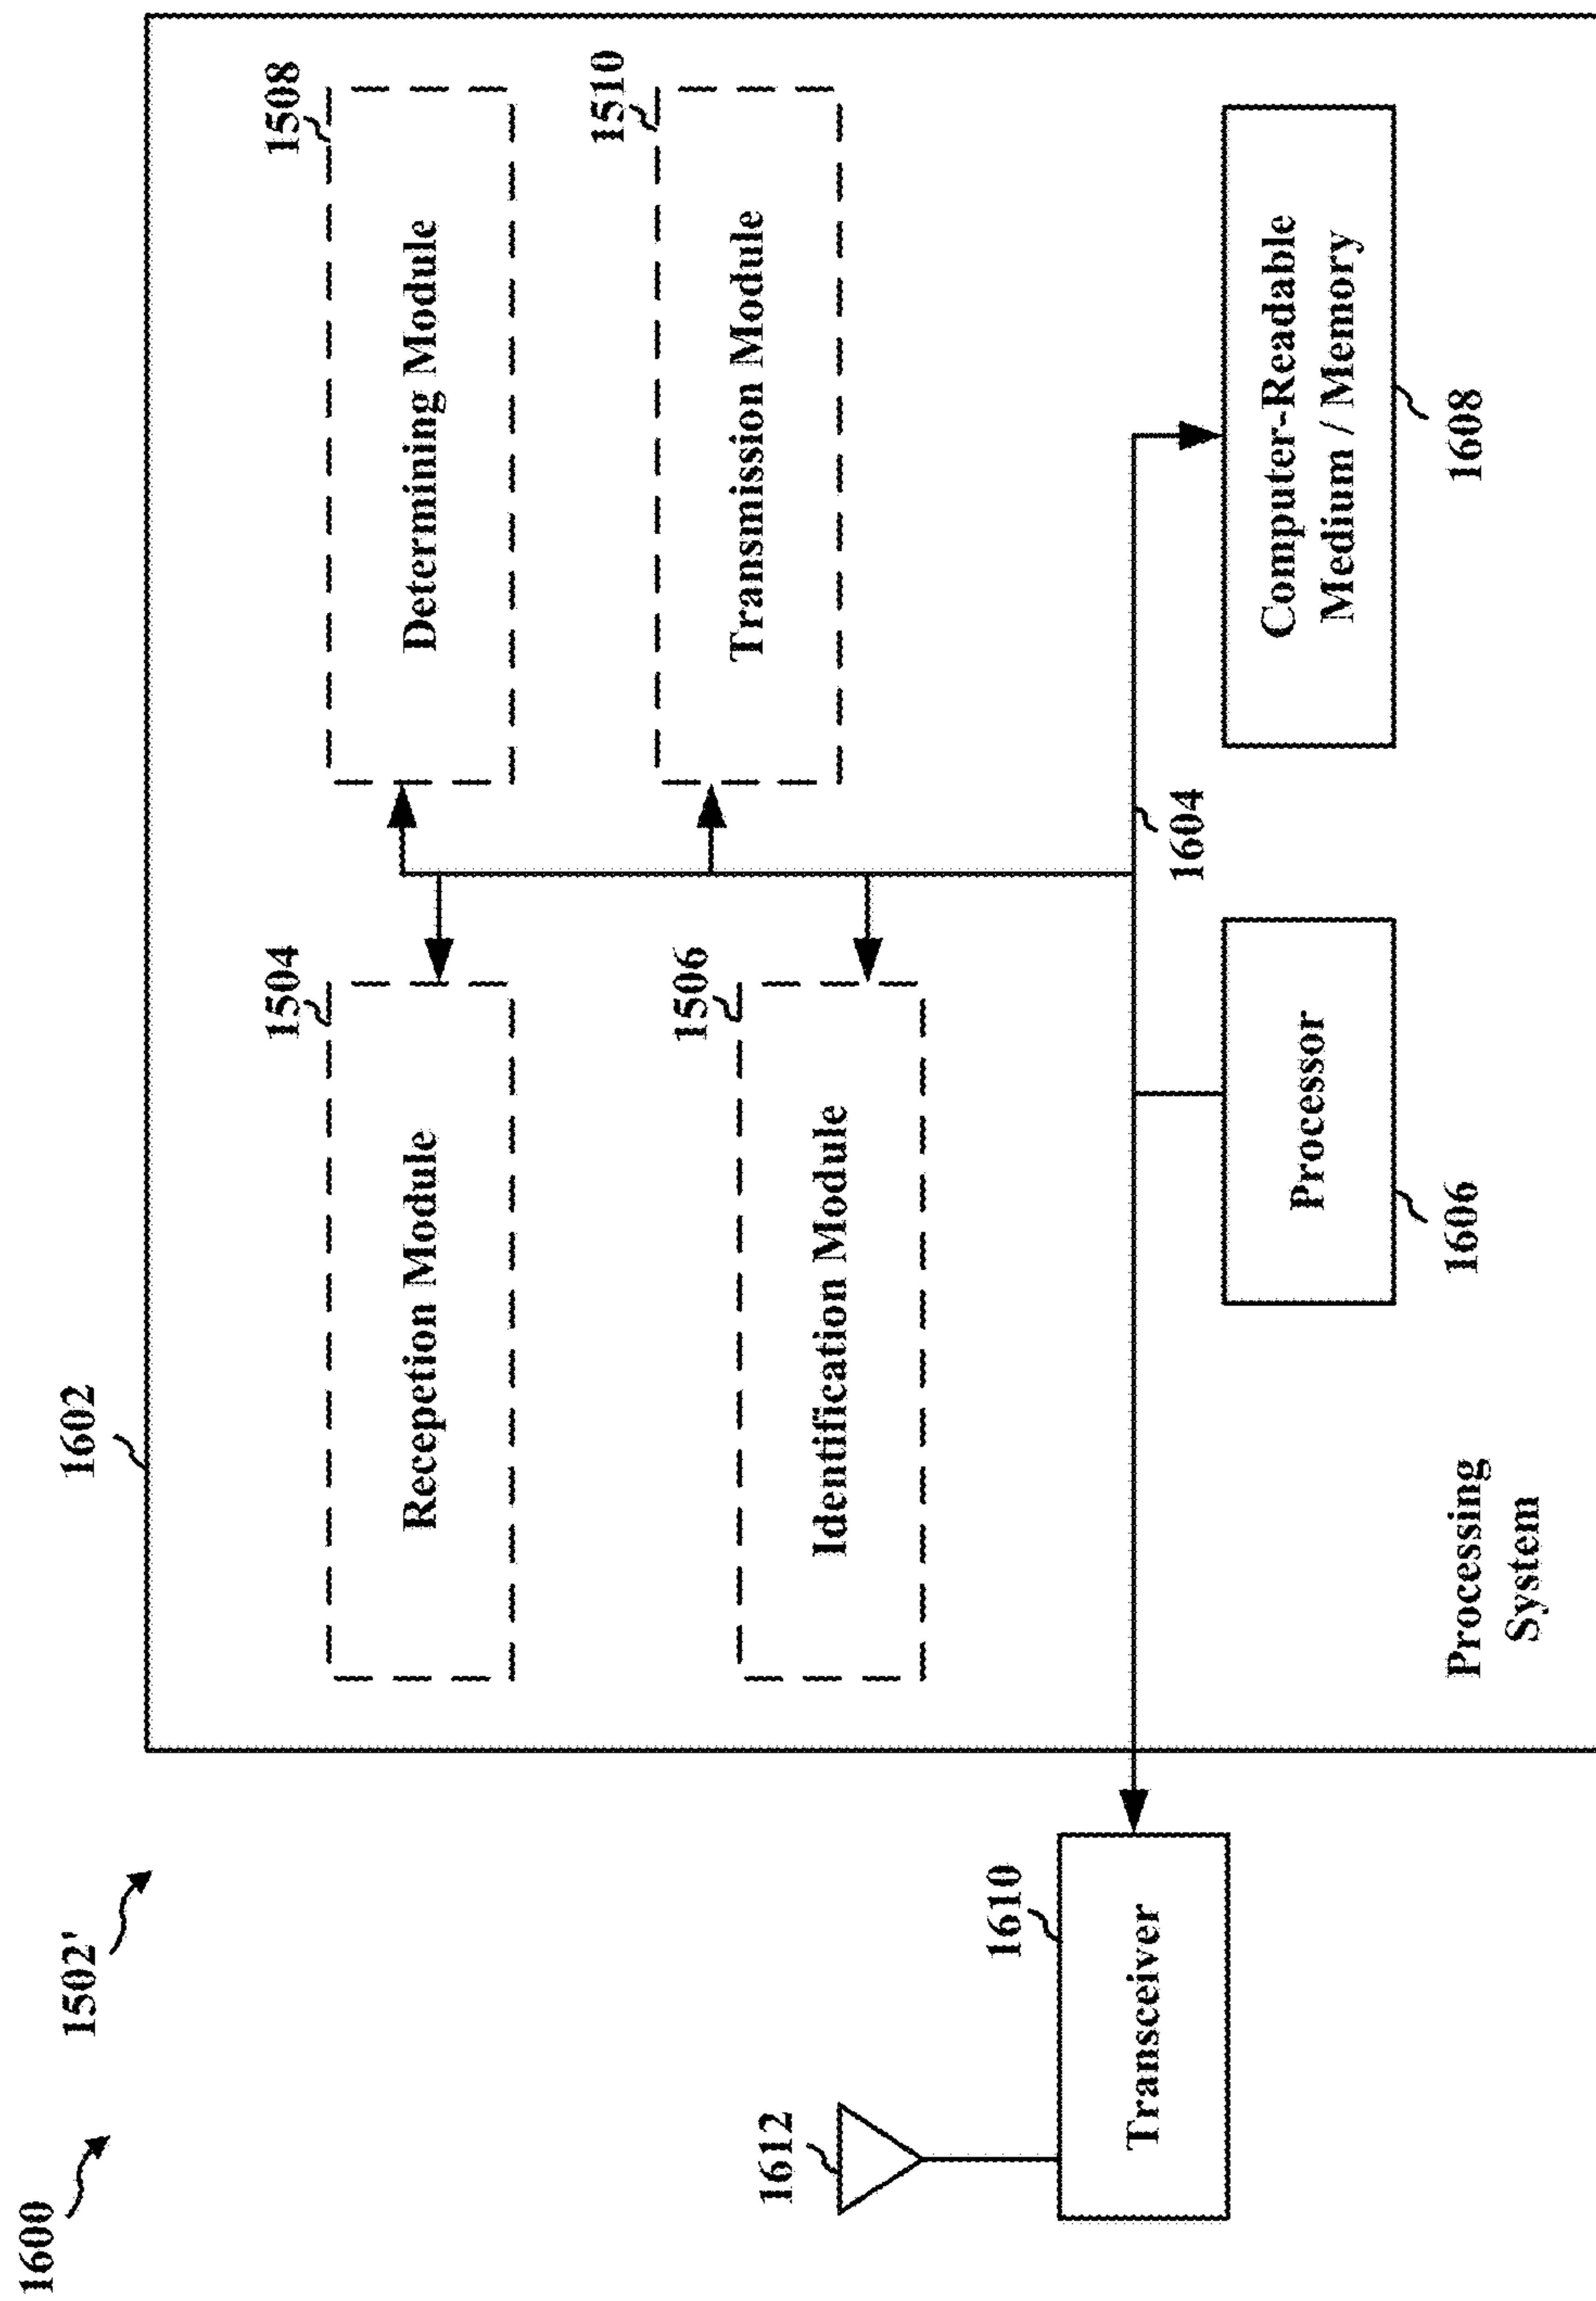 1600
1502'
1602
1504
Recepetion Module
1508
Determining Module
1506
Identification Module
1510
Transmission Module
1612
1610
Transceiver
1604
Processor
1606
Computer-Readable
Medium / Memory
1608
Processing
System